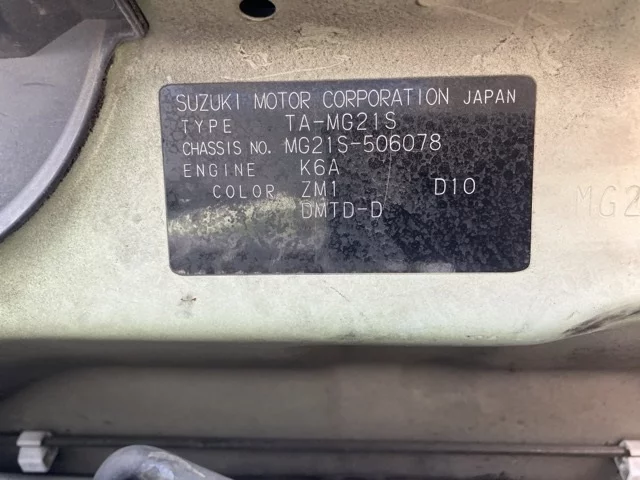 SUZUKI MOTOR CORPORATION JAPAN
TYPE TA-MG21S
CHASSIS NO. MG21S-506078
ENGINE K6A
COLOR ZM1 D10
DMTD-D
MG2